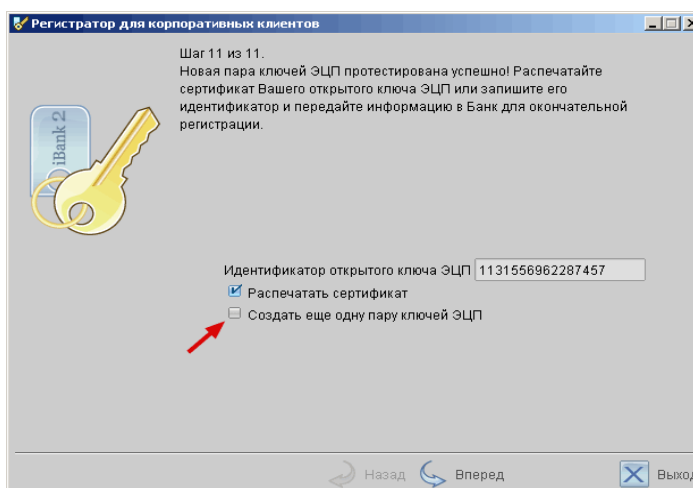 Регистратор для корпоративных клиентов
Шаг 11 из 11.
Новая пара ключей ЭЦП протестирована успешно! Распечатайте
сертификат Вашего открытого ключа ЭЦП или запишите его
идентификатор и передайте информацию в Банк для окончательной
регистрации.
iBank 2
Идентификатор открытого ключа ЭЦП 1131556962287457
Распечатать сертификат
Создать еще одну пару ключей ЭЦП
Назад Вперед Выход